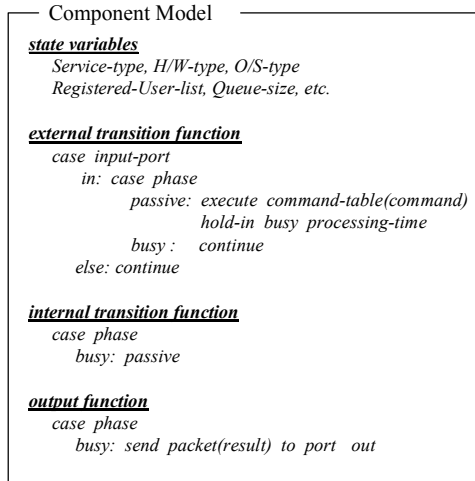 Component Model
state variables
Service-type, H/W-type, O/S-type
Registered-User-list, Queue-size, etc.
external transition function
case input-port
in: case phase
passive: execute command-table(command)
hold-in busy processing-time
busy : continue
else: continue
internal transition function
case phase
busy: passive
output function
case phase
busy: send packet(result) to port out